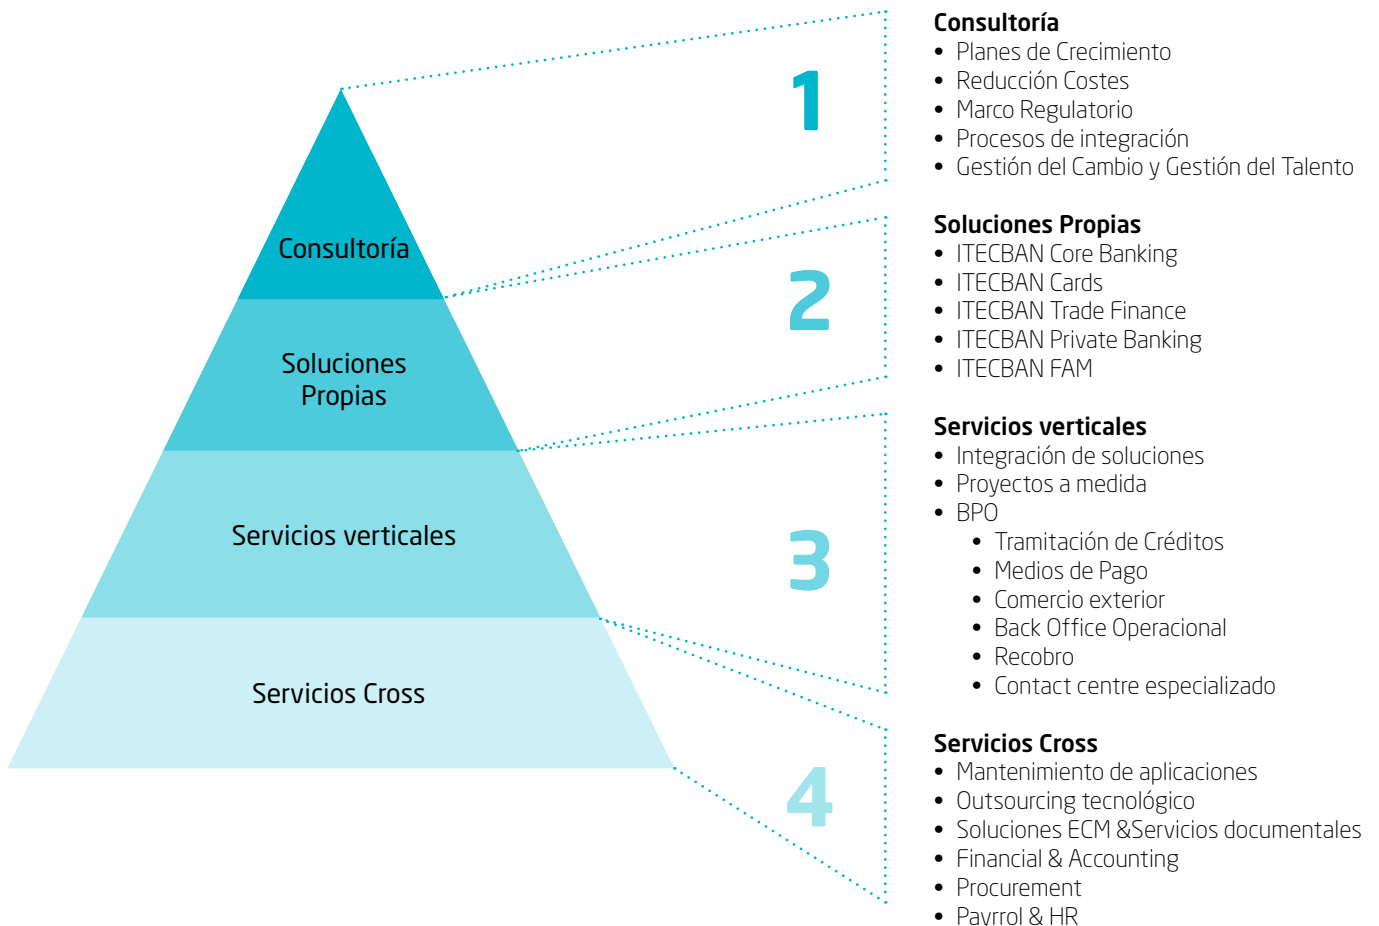 Consultoría
Soluciones
Propias
Servicios verticales
Servicios Cross
1
Consultoría
• Planes de Crecimiento
• Reducción Costes
• Marco Regulatorio
• Procesos de integración
• Gestión del Cambio y Gestión del Talento
2
Soluciones Propias
• ITECBAN Core Banking
• ITECBAN Cards
• ITECBAN Trade Finance
• ITECBAN Private Banking
• ITECBAN FAM
3
Servicios verticales
• Integración de soluciones
• Proyectos a medida
• BPO
• Tramitación de Créditos
• Medios de Pago
• Comercio exterior
• Back Office Operacional
• Recobro
• Contact centre especializado
4
Servicios Cross
• Mantenimiento de aplicaciones
• Outsourcing tecnológico
• Soluciones ECM &Servicios documentales
• Financial & Accounting
• Procurement
• Payrrol & HR